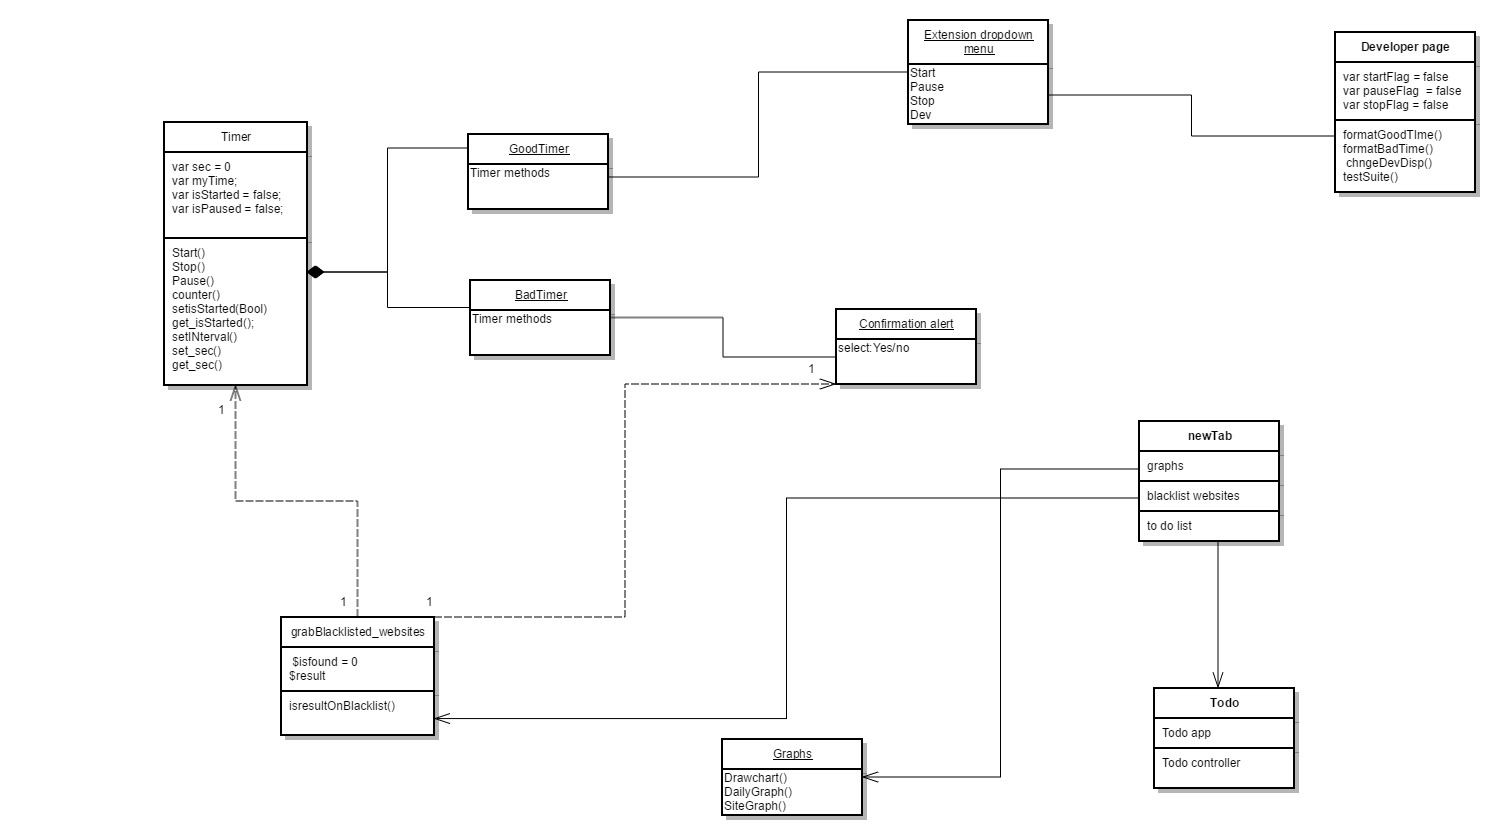 Extension dropdown
menu
Start
Pause
Stop
Dev
Developer page
var startFlag = false
var pauseFlag  = false
var stopFlag = false
formatGoodTIme()
formatBadTime()
chngeDevDisp()
testSuite()
Timer
var sec = 0
var myTime;
var isStarted = false;
var isPaused = false;
Start()
Stop()
Pause()
counter()
setisStarted(Bool)
get_isStarted();
setINterval()
set_sec()
get_sec()
GoodTimer
Timer methods
BadTimer
Timer methods
Confirmation alert
select:Yes/no
1
1
newTab
graphs
blacklist websites
to do list
1
1
grabBlacklisted_websites
$isfound = 0
$result
isresultOnBlacklist()
Graphs
Drawchart()
DailyGraph()
SiteGraph()
Todo
Todo app
Todo controller